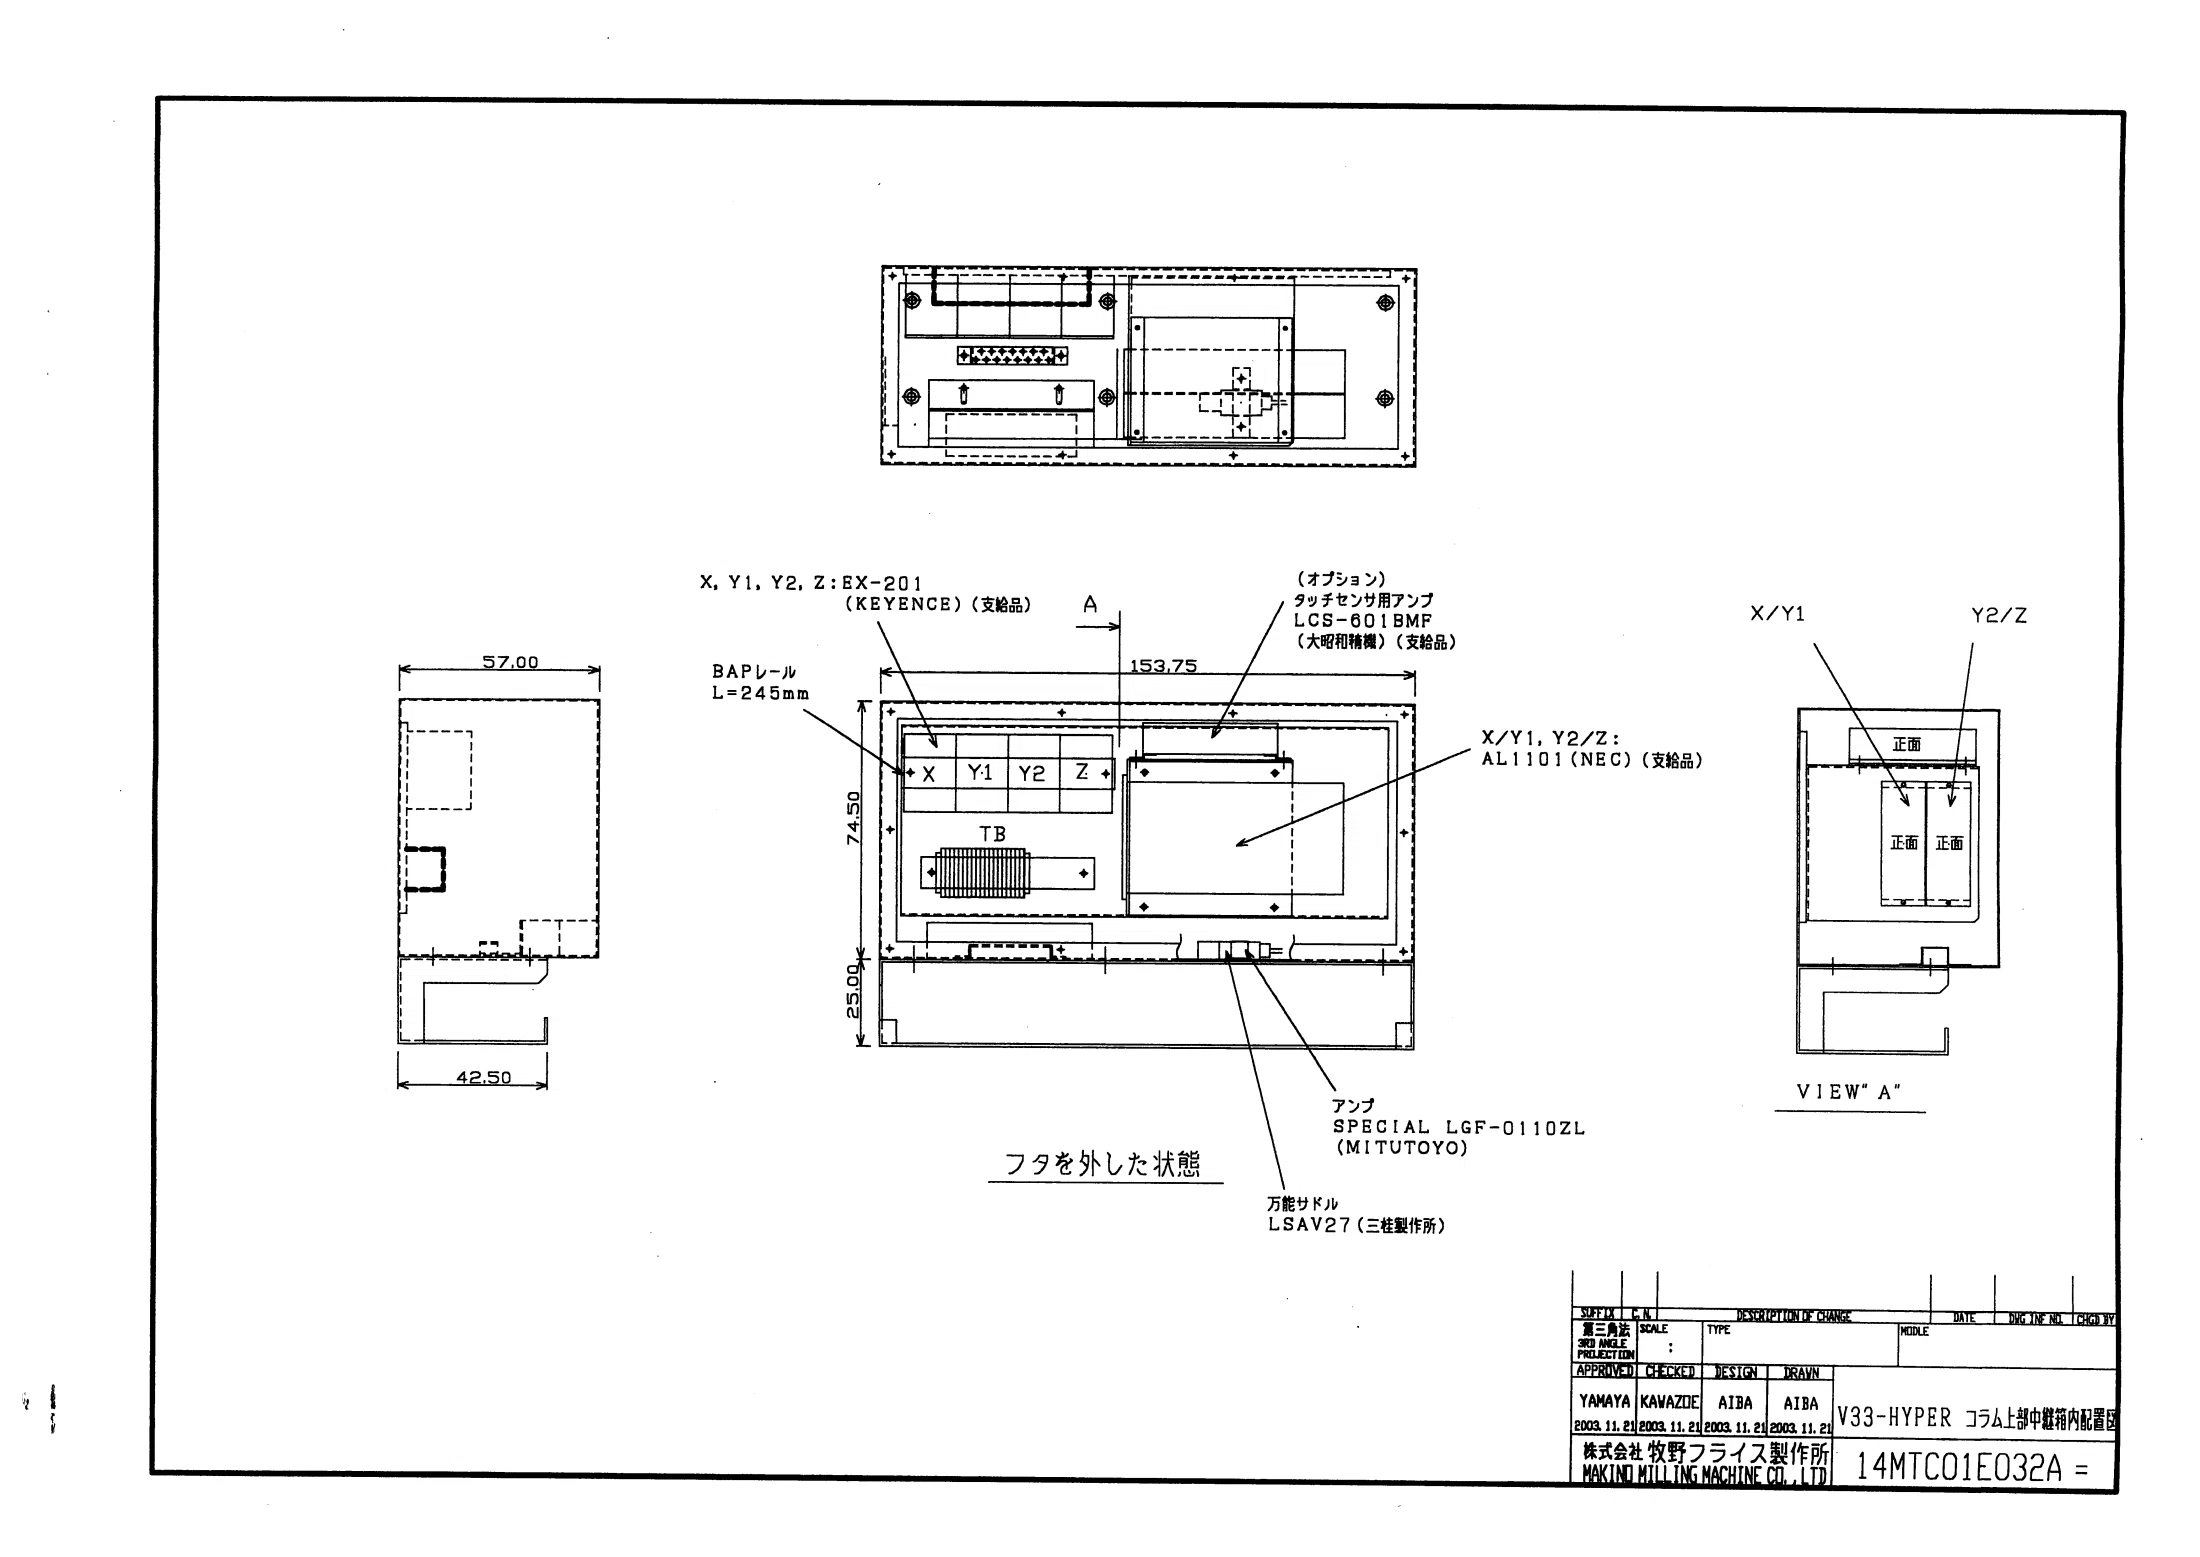 X, Y1, Y2, Z:EX-201
(KEYENCE)(支給品)
A
(オプション)
タッチセンサ用アンプ
LCS-601BMF
(大昭和精機)(支給品)
X/Y1
Y2/Z
57.00
BAPレール
L=245mm
153.75
X/Y1, Y2/Z:
AL1101(NEC)(支給品)
正面
X
Y1
Y2
Z
74.50
TB
正面
正面
25.00
42.50
VIEW"A"
アンプ
SPECIAL LGF-0110ZL
(MITUTOYO)
フタを外した状態
万能サドル
LSAV27(三桂製作所)
SUFFIX C.N. DESCRIPTION OF CHANGE DATE DWG INF NO. CHGD BY
第三角法 SCALE TYPE MODLE
3RD ANGLE
PROJECTION
:
APPROVED CHECKED DESIGN DRAWN
YAMAYA KAWAZOE AIBA AIBA
2003.11.21 2003.11.21 2003.11.21 2003.11.21
V33-HYPER コラム上部中継箱内配置図
株式会社 牧野フライス製作所
MAKINO MILLING MACHINE CO.,LTD
14MTC01E032A =